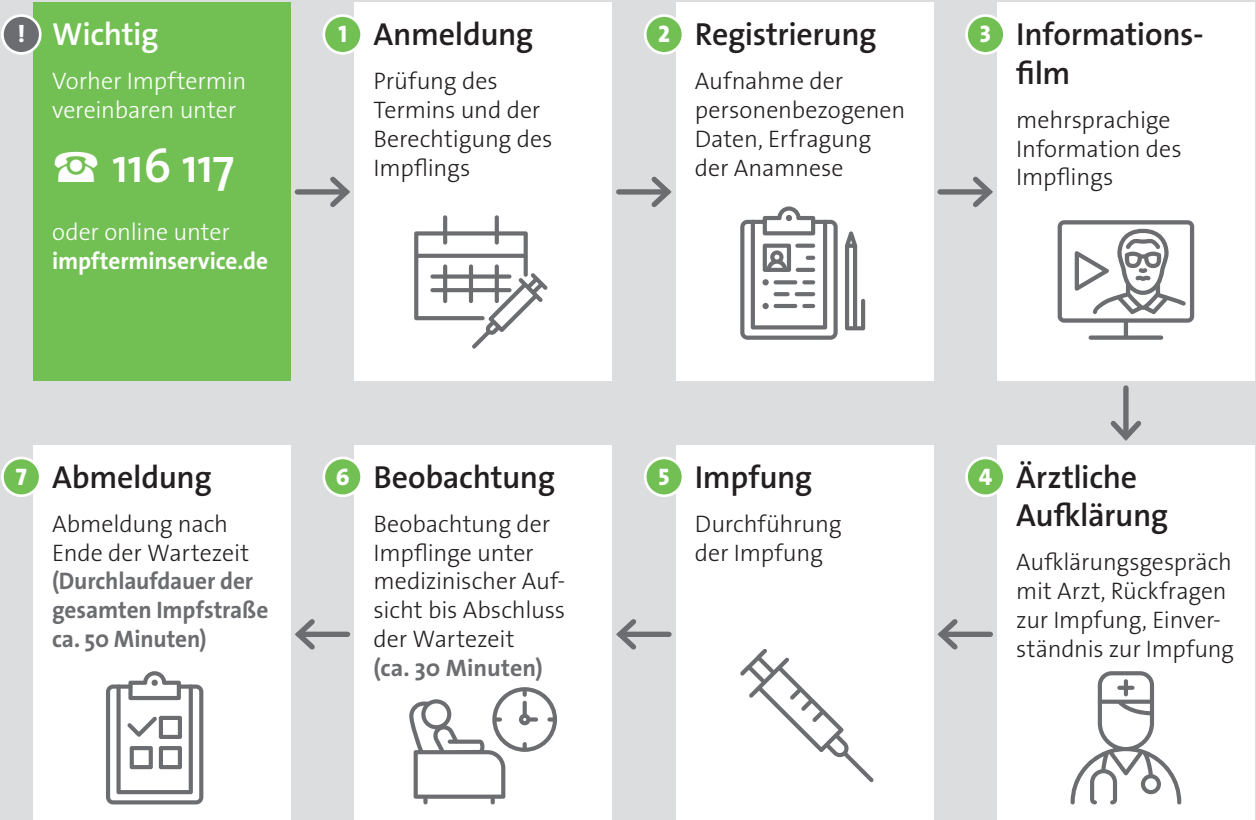 !
Wichtig
Vorher Impftermin
vereinbaren unter
☎ 116 117
oder online unter
impfterminservice.de
1
Anmeldung
Prüfung des
Termins und der
Berechtigung des
Impflings
2
Registrierung
Aufnahme der
personenbezogenen
Daten, Erfragung
der Anamnese
3
Informations-
film
mehrsprachige
Information des
Impflings
4
Ärztliche
Aufklärung
Aufklärungsgespräch
mit Arzt, Rückfragen
zur Impfung, Einver-
ständnis zur Impfung
5
Impfung
Durchführung
der Impfung
6
Beobachtung
Beobachtung der
Impflinge unter
medizinischer Auf-
sicht bis Abschluss
der Wartezeit
(ca. 30 Minuten)
7
Abmeldung
Abmeldung nach
Ende der Wartezeit
(Durchlaufdauer der
gesamten Impfstraße
ca. 50 Minuten)